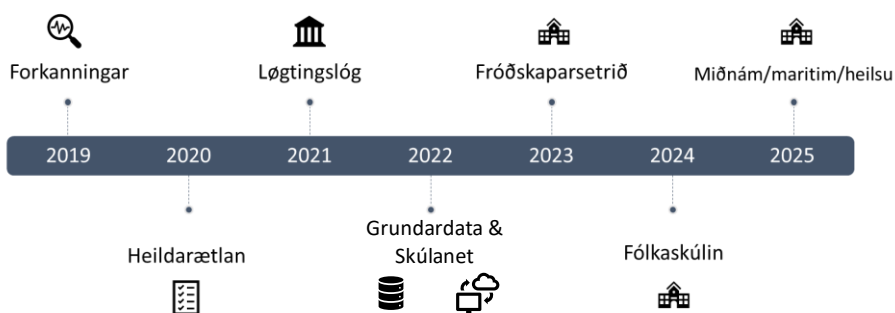 Forkanningar
Løgtingslóg
Fróðskaparsetrið
Miðnám/maritim/heilsu
2019 2020 2021 2022 2023 2024 2025
Heildarætlan
Grundardata &
Skúlanet
Fólkaskúlin